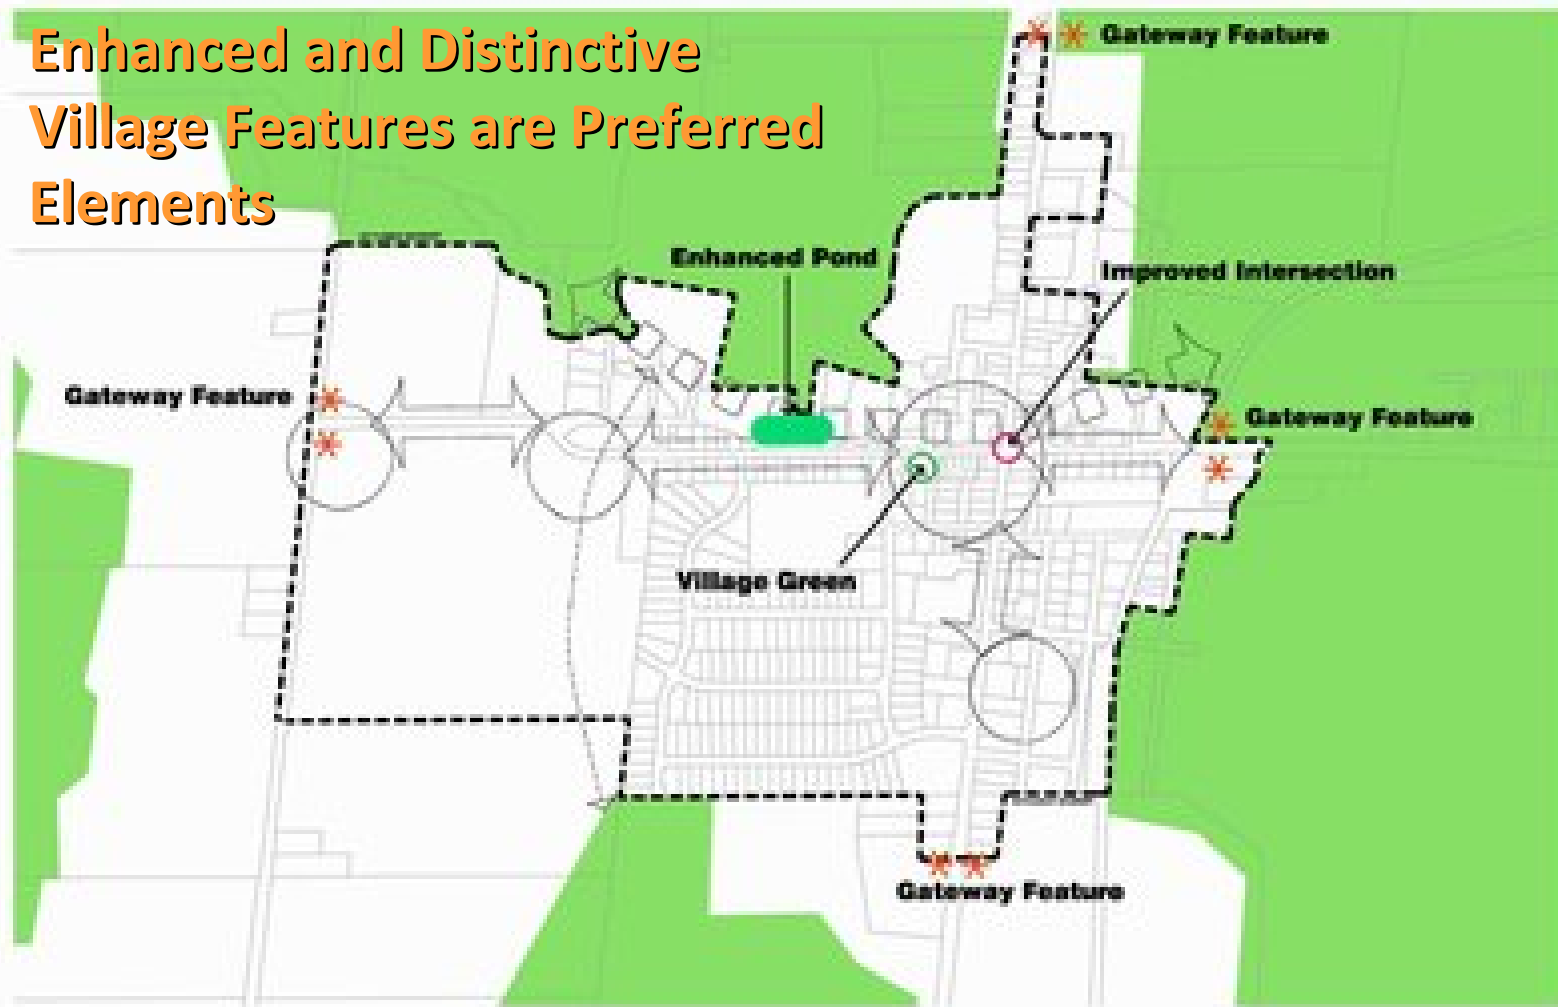 Enhanced and Distinctive
Village Features are Preferred
Elements
Gateway Feature
Enhanced Pond
Improved Intersection
Gateway Feature
Gateway Feature
Village Green
Gateway Feature